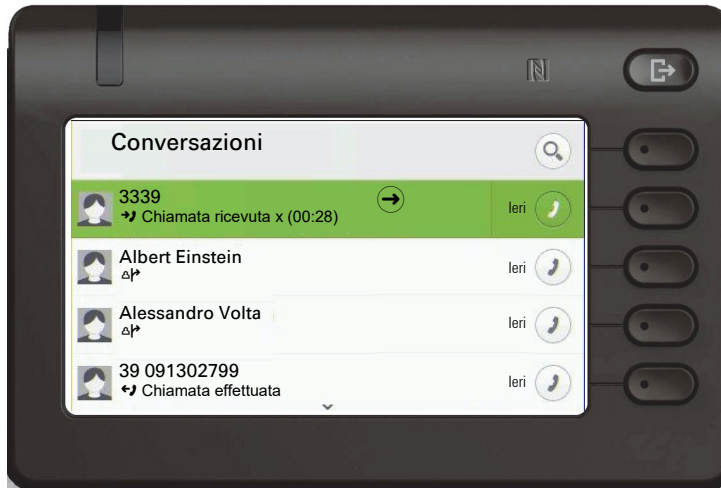 Conversazioni
3339
Chiamata ricevuta x (00:28)
Ieri
Albert Einstein
Ieri
Alessandro Volta
Ieri
39 091302799
Chiamata effettuata
Ieri